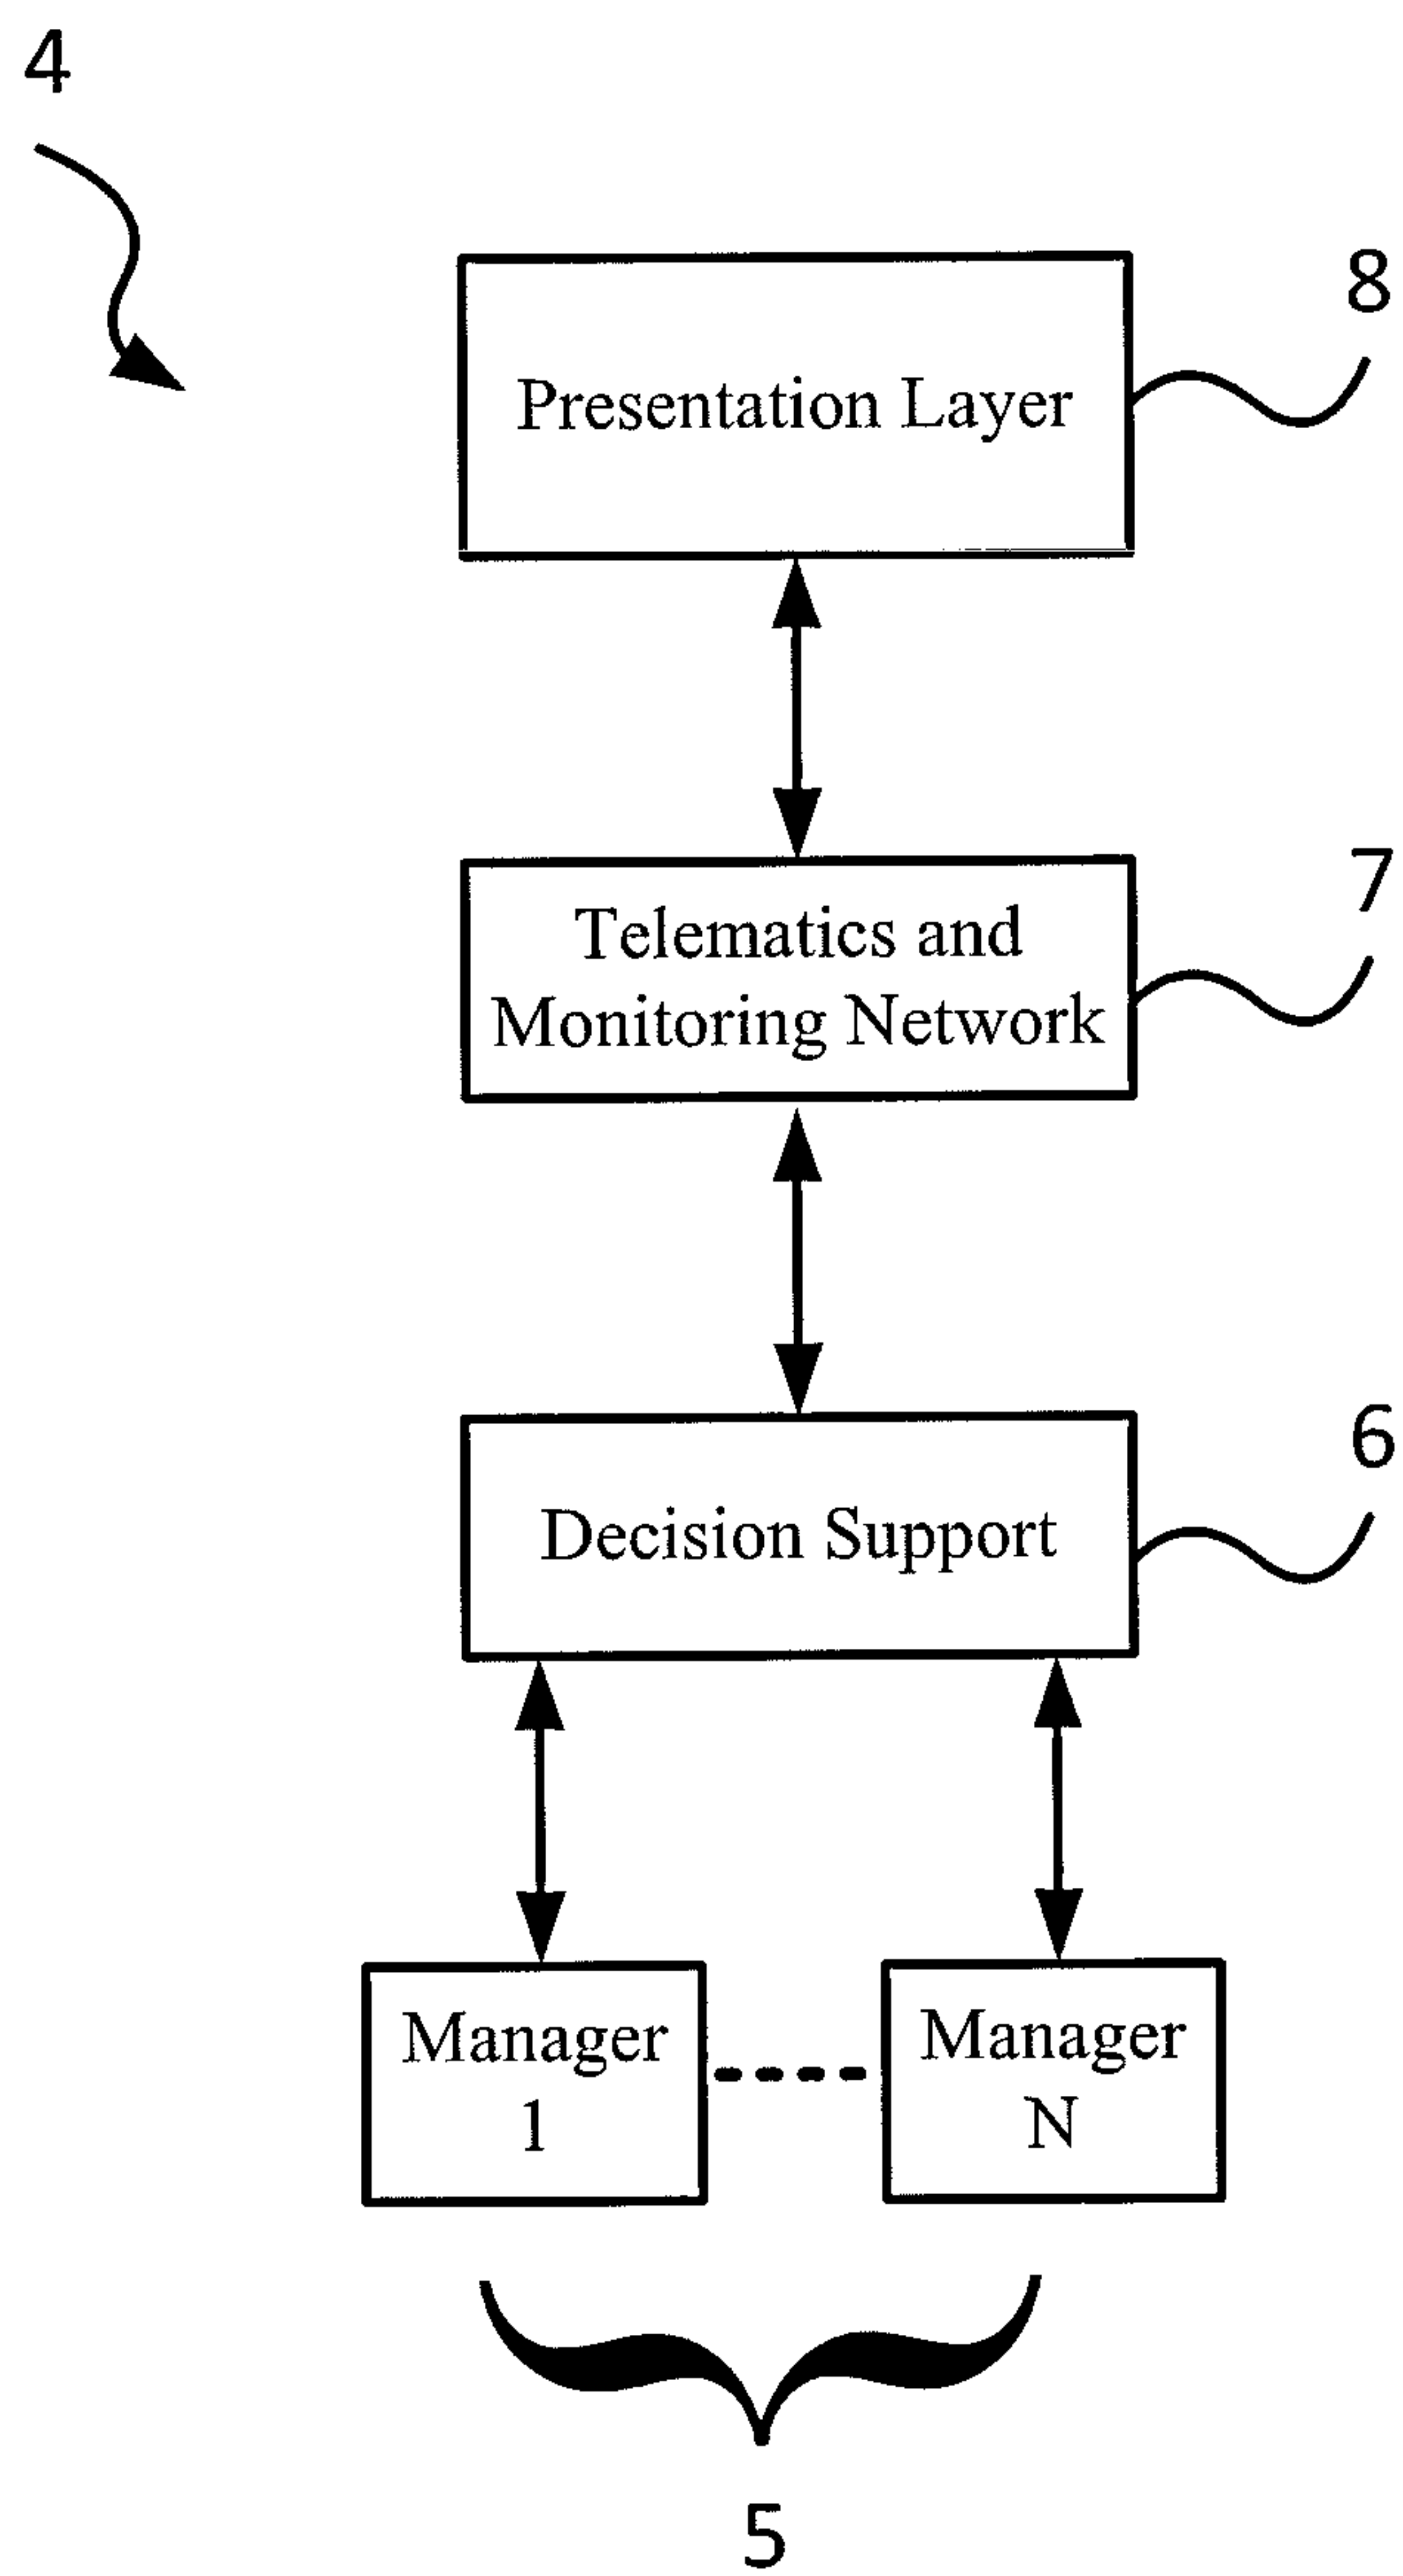 4
8
Presentation Layer
7
Telematics and
Monitoring Network
6
Decision Support
Manager
1
Manager
N
5